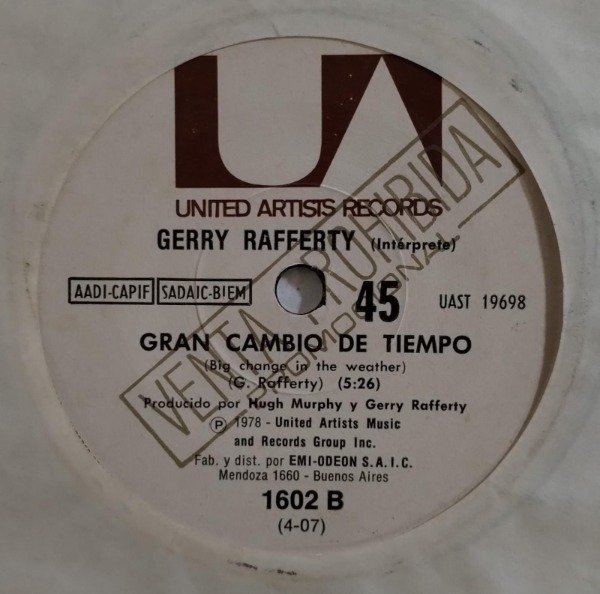 UA
UNITED ARTISTS RECORDS
GERRY RAFFERTY (Intérprete)
AADI-CAPIF SADAIC-BIEM
45
UAST 19698
GRAN CAMBIO DE TIEMPO
(Big change in the weather)
(G. Rafferty) (5:26)
Producido por Hugh Murphy y Gerry Rafferty
Ⓟ 1978 - United Artists Music
and Records Group Inc.
Fab. y dist. por EMI-ODEON S.A.I.C.
Mendoza 1660 - Buenos Aires
1602 B
(4-07)
VENTA PROHIBIDA
PROMOCIONAL